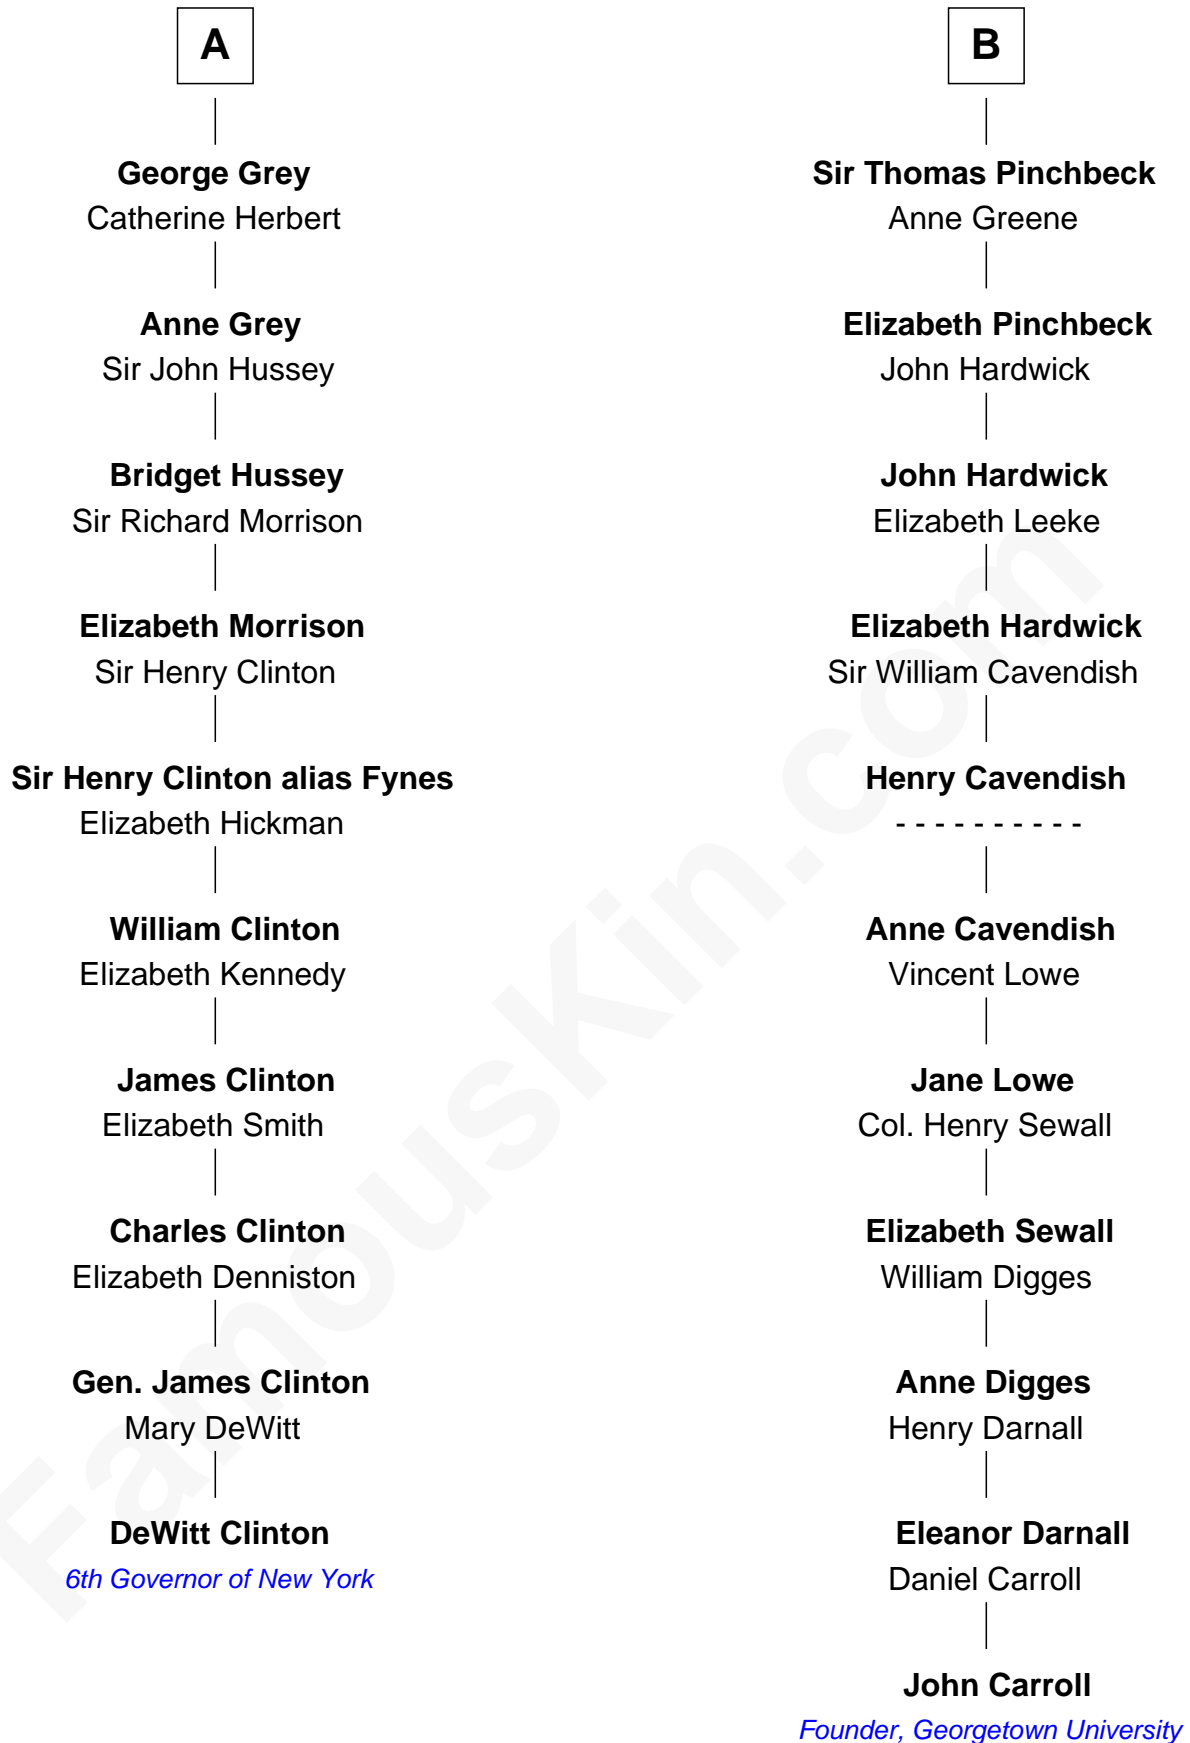 A
George Grey
Catherine Herbert
Anne Grey
Sir John Hussey
Bridget Hussey
Sir Richard Morrison
Elizabeth Morrison
Sir Henry Clinton
Sir Henry Clinton alias Fynes
Elizabeth Hickman
William Clinton
Elizabeth Kennedy
James Clinton
Elizabeth Smith
Charles Clinton
Elizabeth Denniston
Gen. James Clinton
Mary DeWitt
DeWitt Clinton
6th Governor of New York
B
Sir Thomas Pinchbeck
Anne Greene
Elizabeth Pinchbeck
John Hardwick
John Hardwick
Elizabeth Leeke
Elizabeth Hardwick
Sir William Cavendish
Henry Cavendish
- - - - - - - - - -
Anne Cavendish
Vincent Lowe
Jane Lowe
Col. Henry Sewall
Elizabeth Sewall
William Digges
Anne Digges
Henry Darnall
Eleanor Darnall
Daniel Carroll
John Carroll
Founder, Georgetown University
FamousKin.com